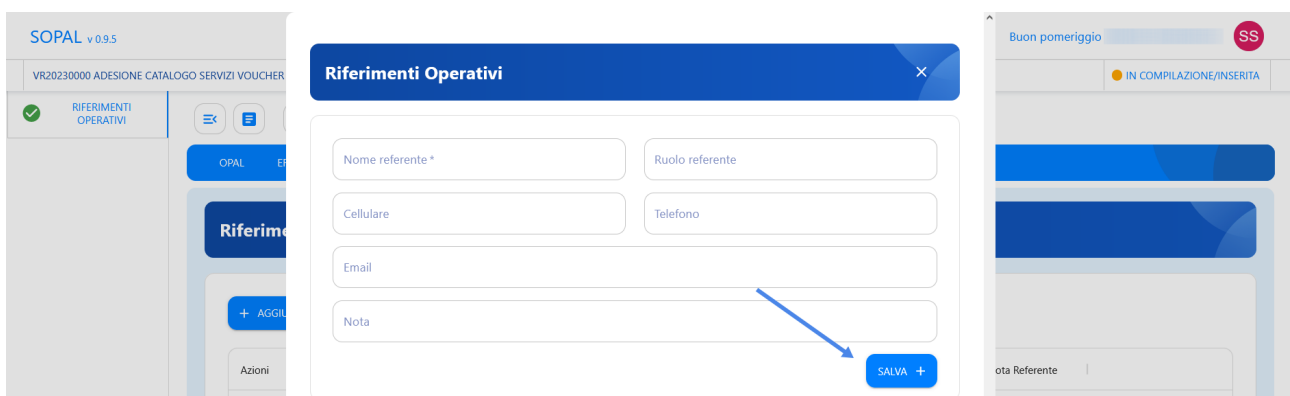 SOPAL v 0.9.5
Buon pomeriggio
SS
VR20230000 ADESIONE CATALOGO SERVIZI VOUCHER
IN COMPILAZIONE/INSERITA
RIFERIMENTI
OPERATIVI
OPAL
Riferimenti Operativi
Nome referente *
Ruolo referente
Cellulare
Telefono
Email
Nota
SALVA +
Riferime
+ AGGIU
Azioni
ota Referente